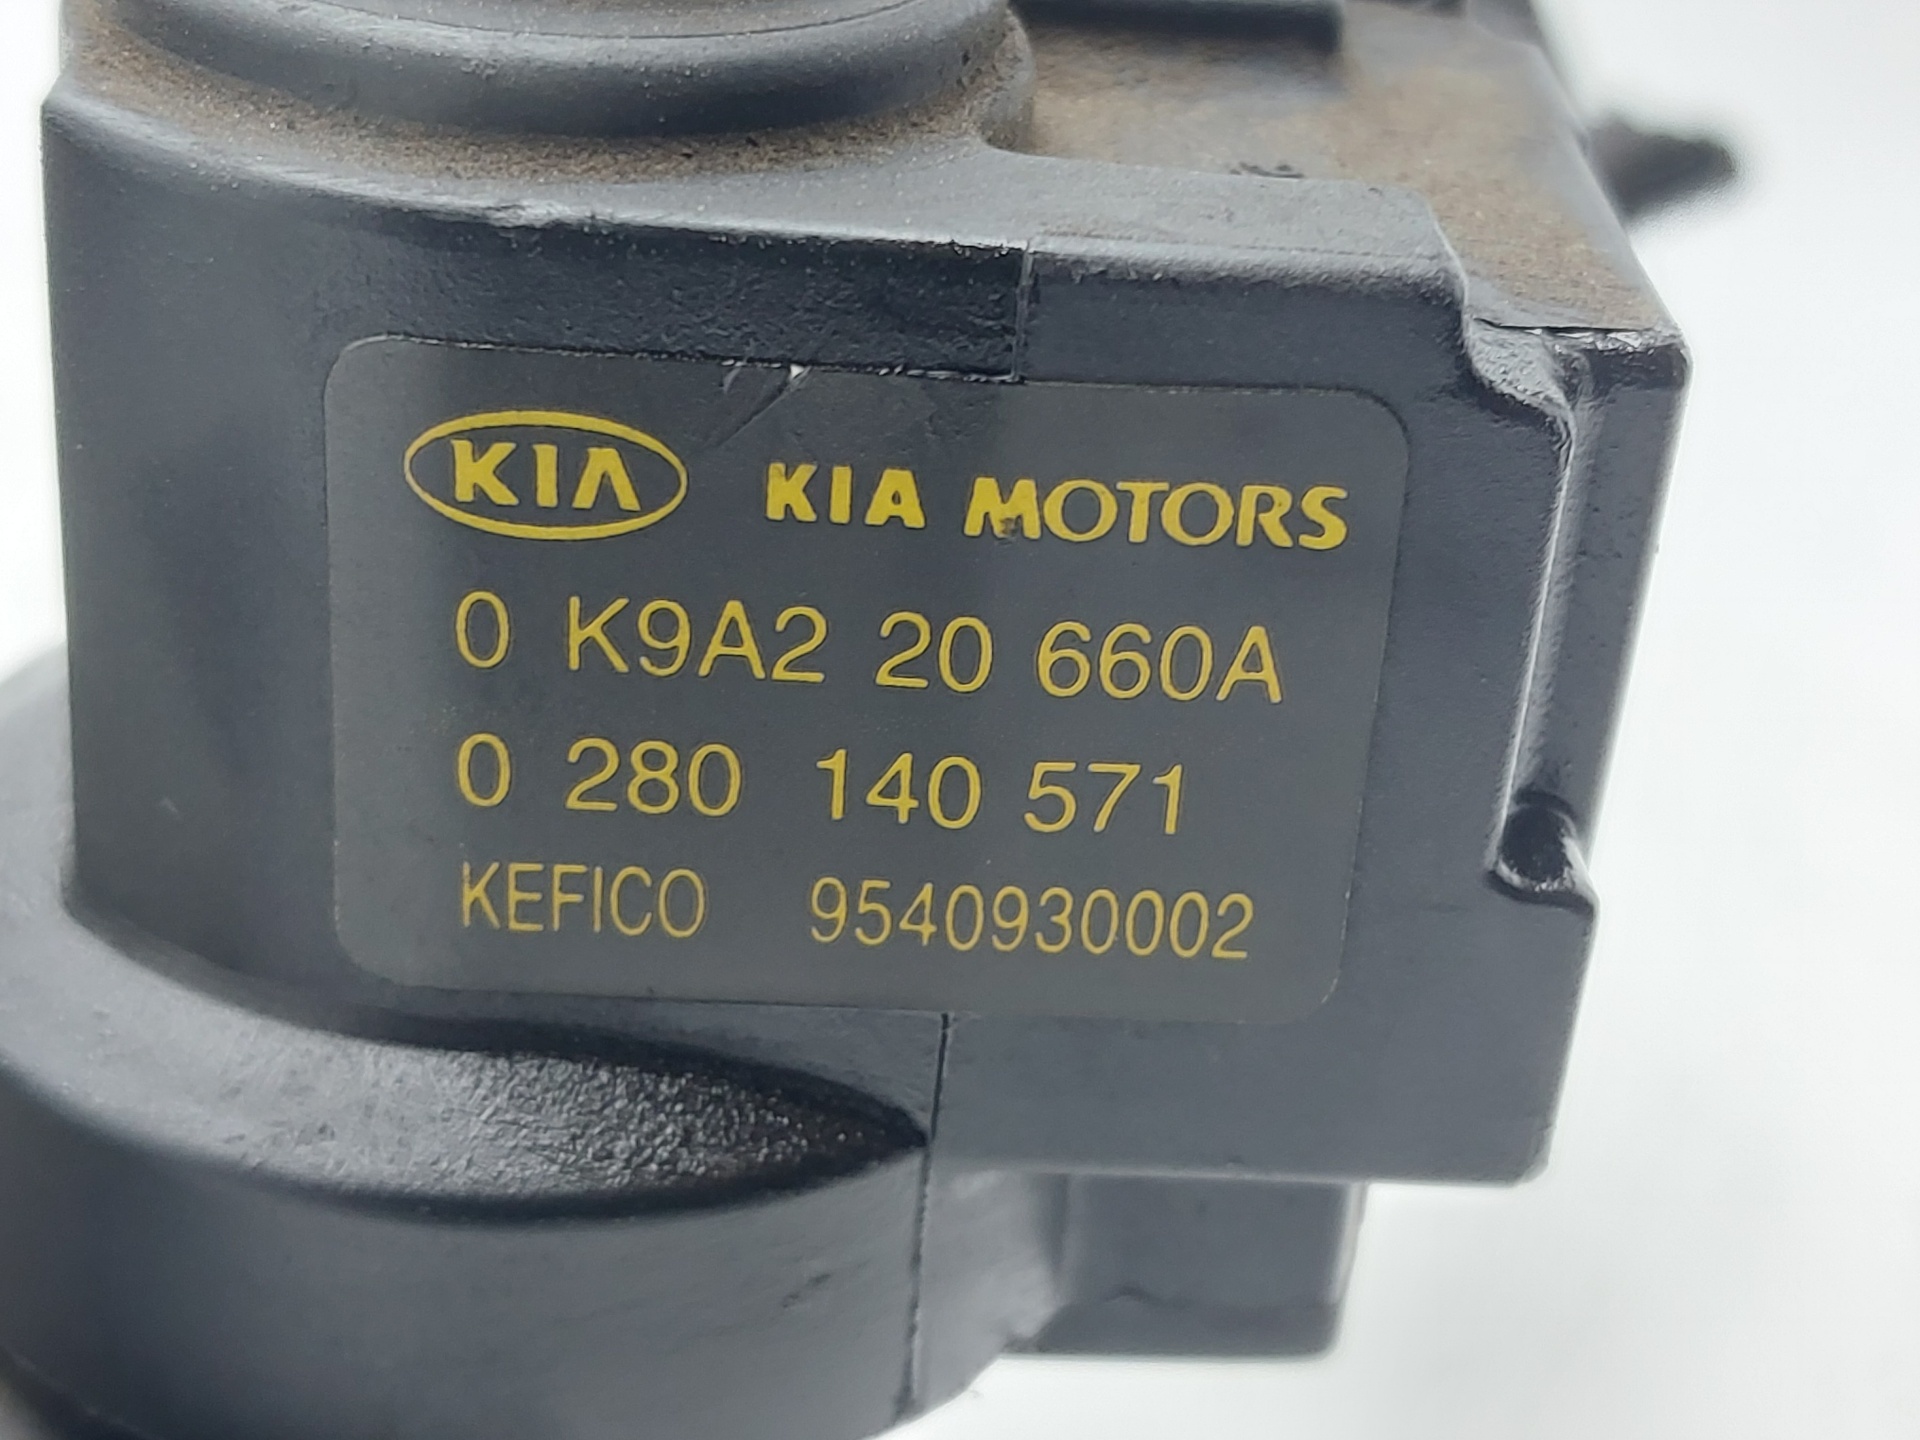 KIA KIA MOTORS
0 K9A2 20 660A
0 280 140 571
KEFICO 9540930002